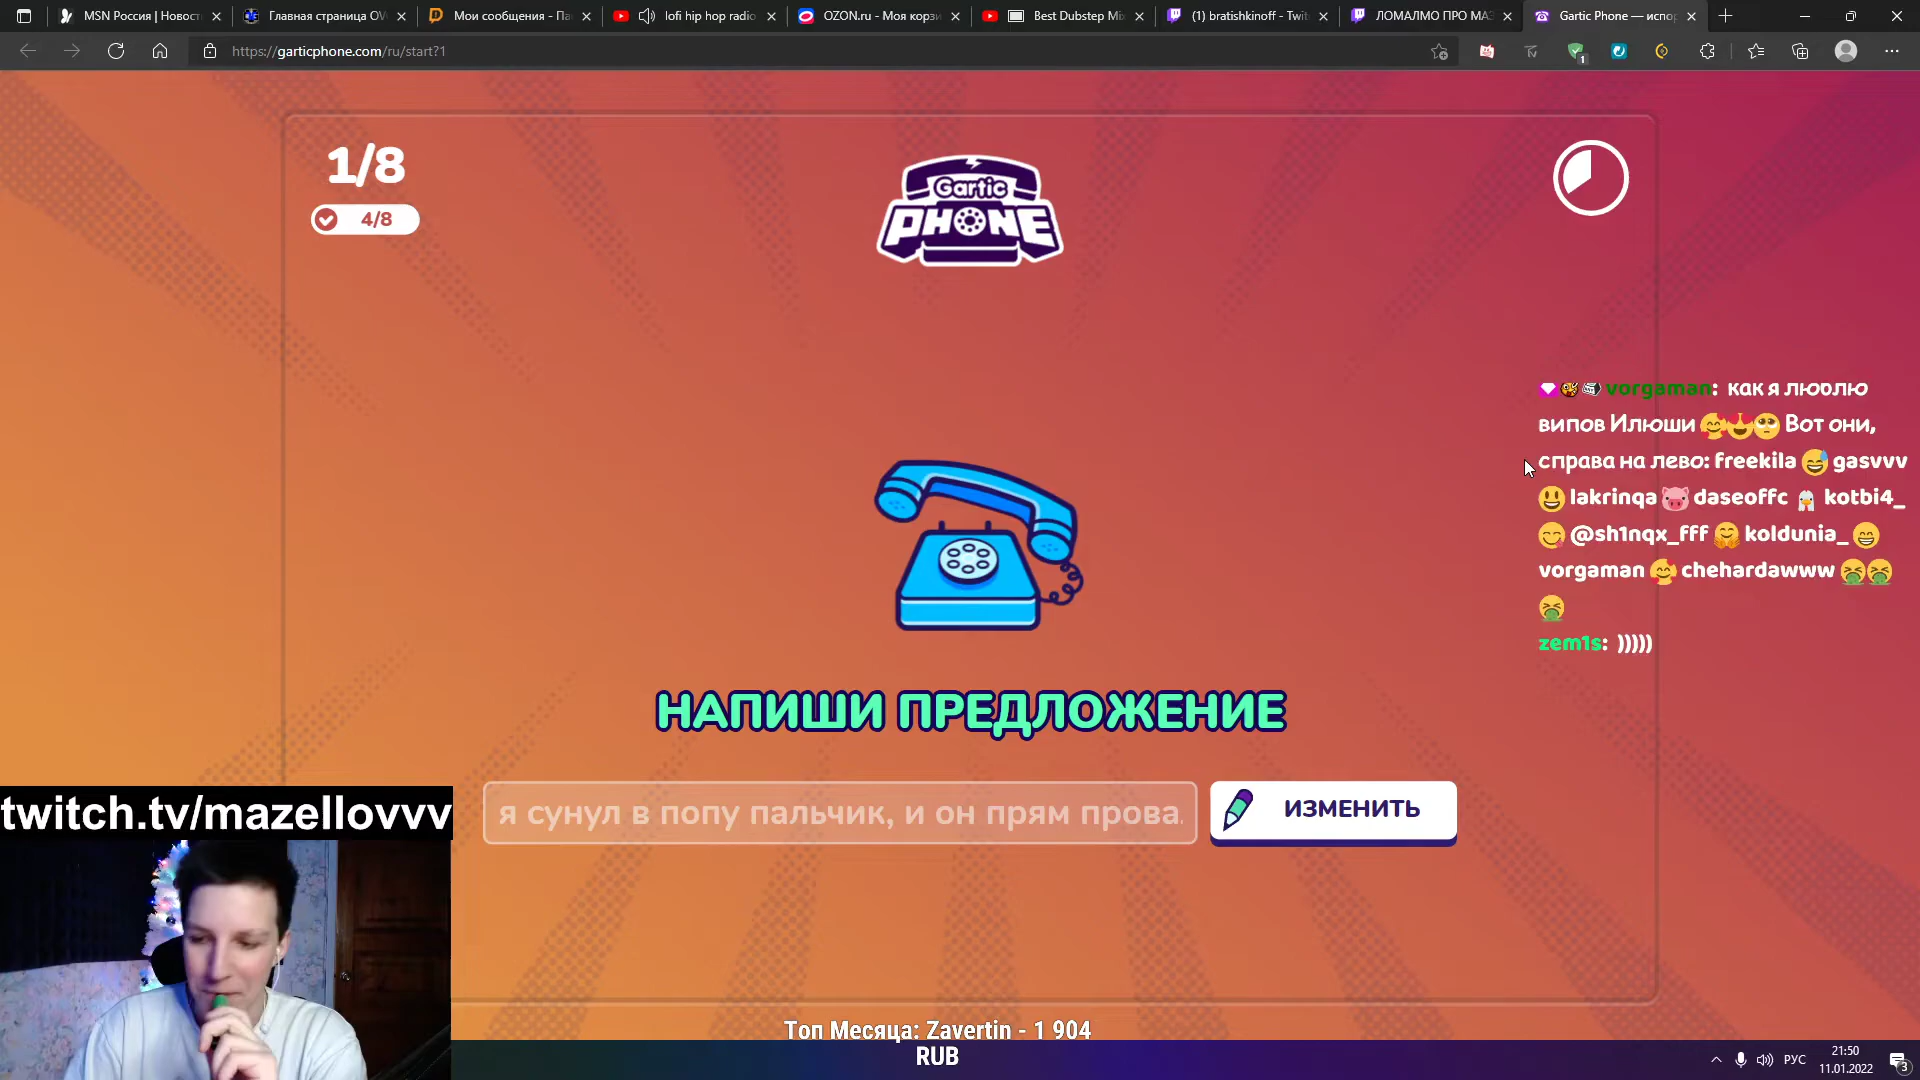 MSN Россия | Новост
Главная страница OV
Мои сообщения - Па
lofi hip hop radio
OZON.ru - Моя корзи
Best Dubstep Mi
(1) bratishkinoff - Twit
ЛОМАЛМО ПРО МАЗ
Gartic Phone — испор
https://garticphone.com/ru/start?1
1
1/8
4/8
Gartic
PHONE
vorgaman: как я люблю
випов Илюши 🥰😍🥺 Вот они,
справа на лево: freekila 😅 gasvvv
😃 lakrinqa 🐷 daseoffc kotbi4_
😋 @sh1nqx_fff 🤗 koldunia_ 😁
vorgaman 🥰 chehardawww 🤮🤮
🤮
zem1s: )))))
НАПИШИ ПРЕДЛОЖЕНИЕ
я сунул в попу пальчик, и он прям прова
ИЗМЕНИТЬ
twitch.tv/mazellovvv
Топ Месяца: Zavertin - 1 904
RUB
РУС
21:50
11.01.2022
3